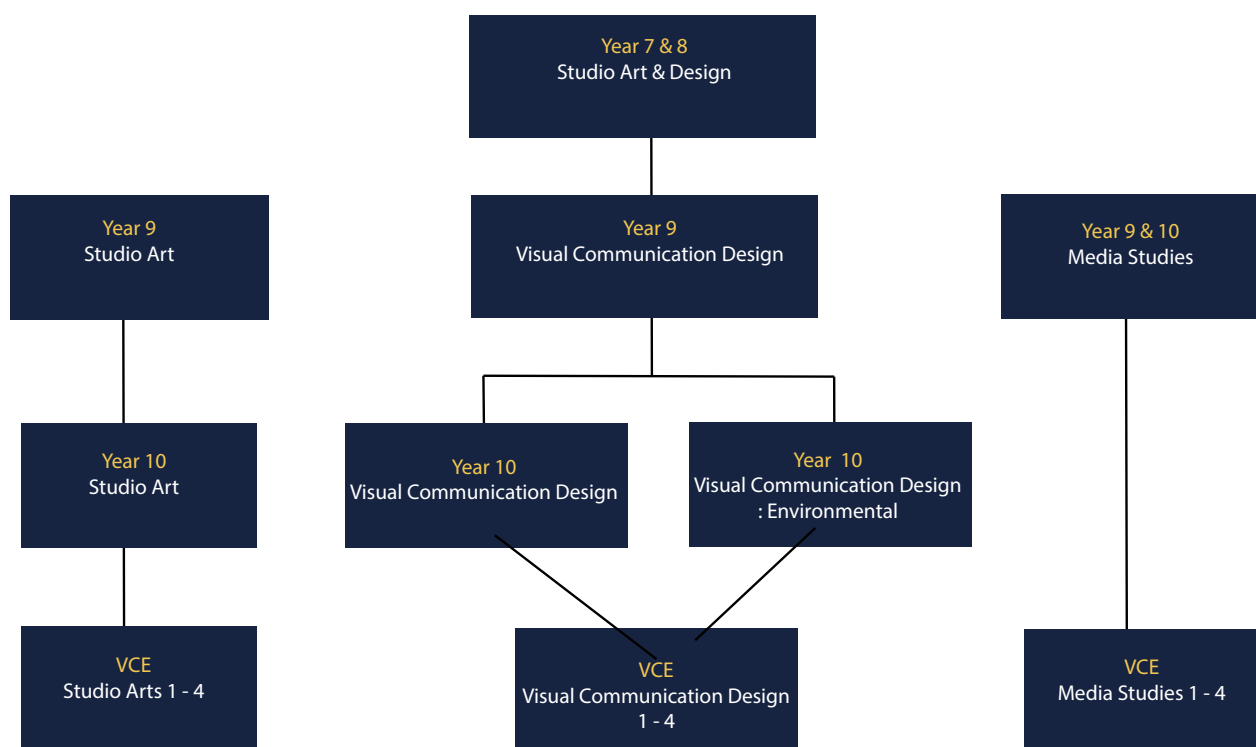 Year 7 & 8
Studio Art & Design
Year 9
Studio Art
Year 9
Visual Communication Design
Year 9 & 10
Media Studies
Year 10
Studio Art
Year 10
Visual Communication Design
Year 10
Visual Communication Design
: Environmental
VCE
Studio Arts 1 - 4
VCE
Visual Communication Design
1 - 4
VCE
Media Studies 1 - 4